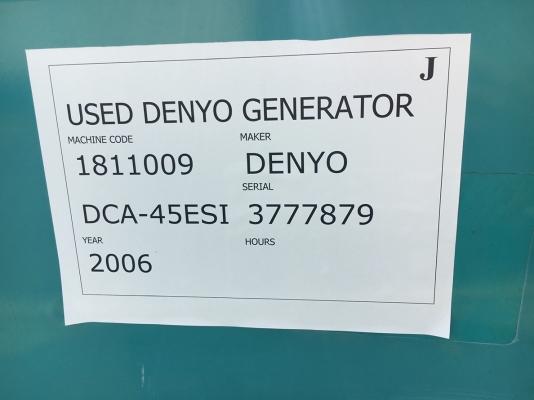 J
USED DENYO GENERATOR
MACHINE CODE MAKER
1811009 DENYO
SERIAL
DCA-45ESI 3777879
YEAR HOURS
2006